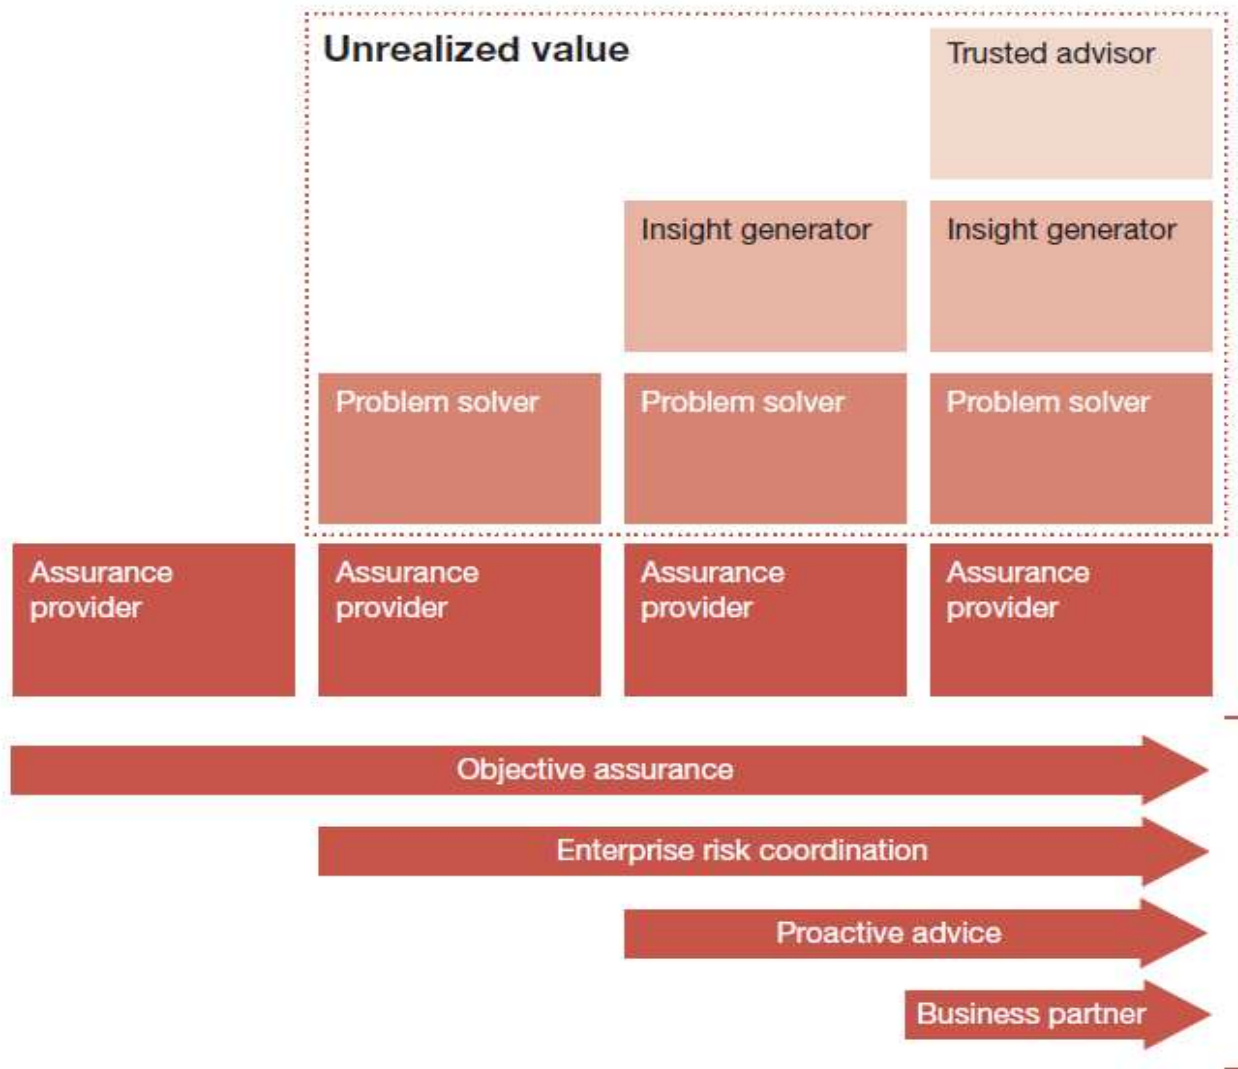 Unrealized value
Trusted advisor
Insight generator
Insight generator
Problem solver
Problem solver
Problem solver
Assurance
provider
Assurance
provider
Assurance
provider
Assurance
provider
Objective assurance
Enterprise risk coordination
Proactive advice
Business partner